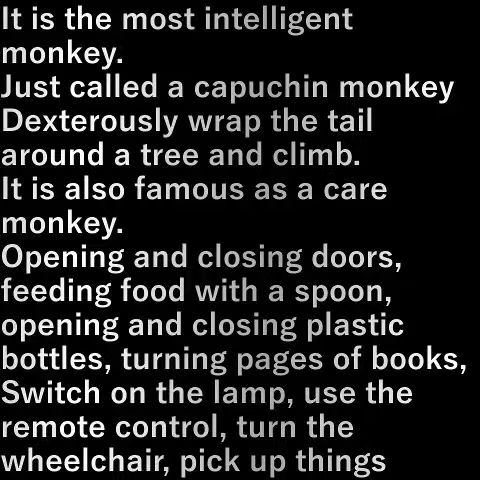 It is the most intelligent
monkey.
Just called a capuchin monkey
Dexterously wrap the tail
around a tree and climb.
It is also famous as a care
monkey.
Opening and closing doors,
feeding food with a spoon,
opening and closing plastic
bottles, turning pages of books,
Switch on the lamp, use the
remote control, turn the
wheelchair, pick up things